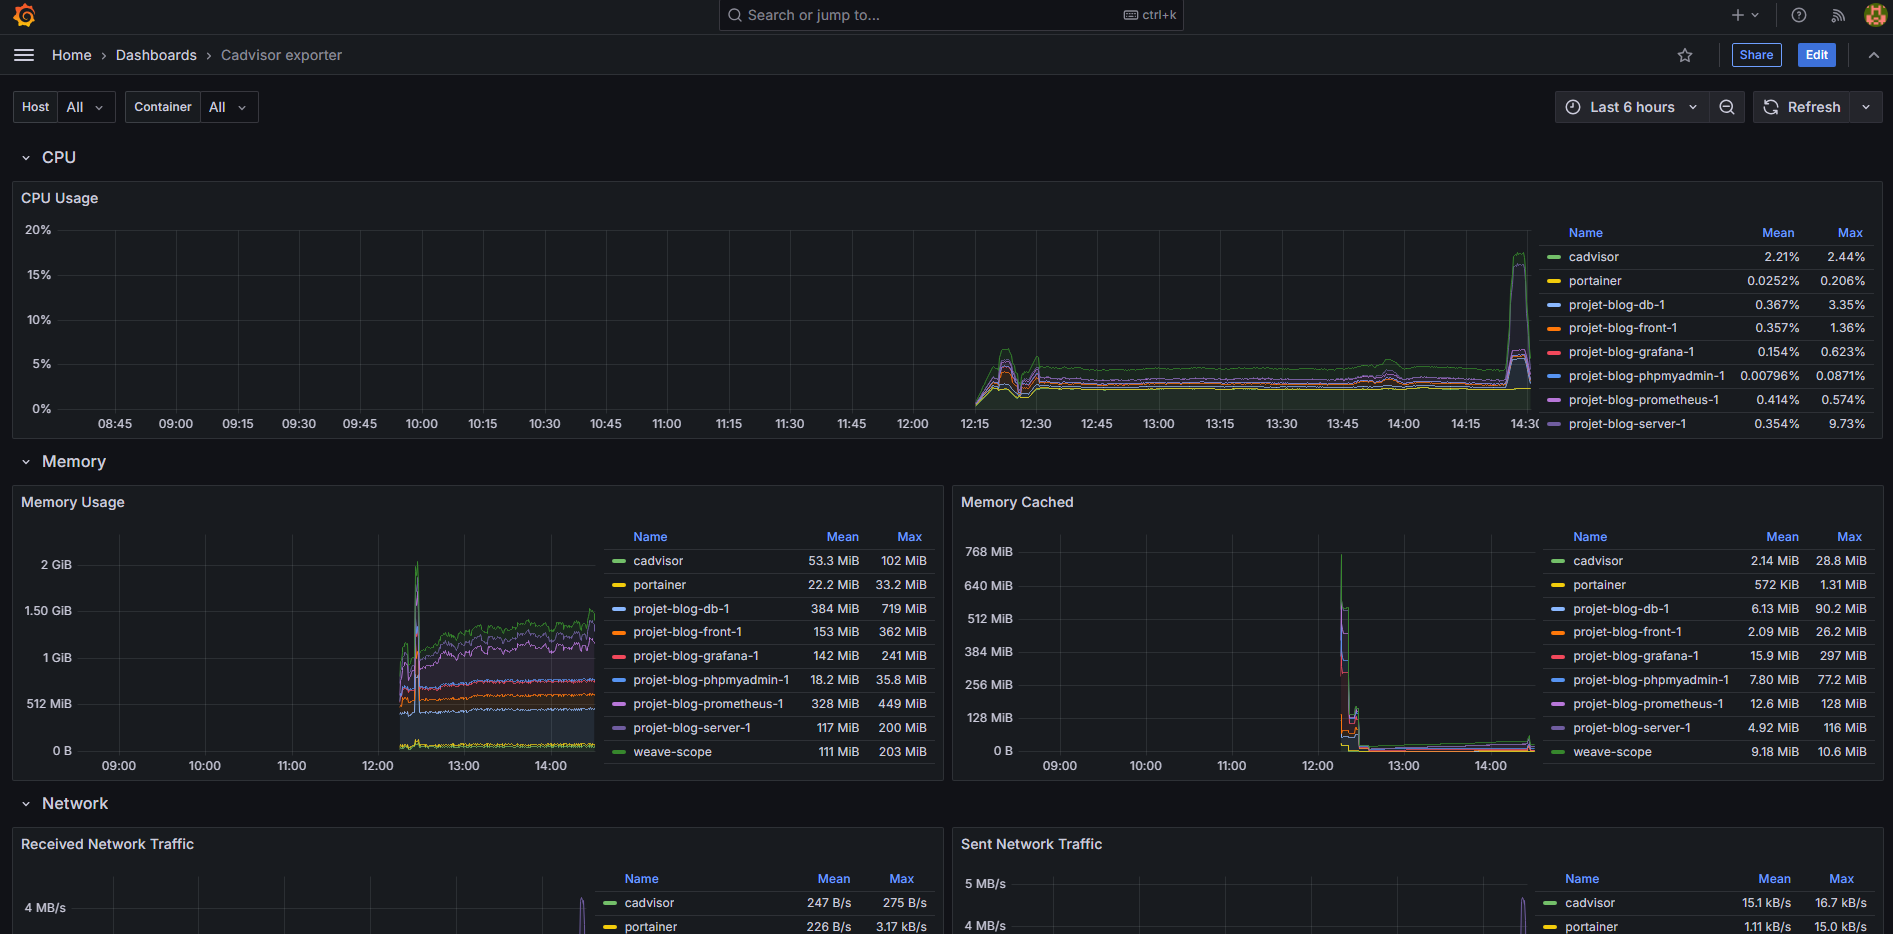 Search or jump to... ctrl+k
Home › Dashboards › Cadvisor exporter
Share Edit
Host All Container All
Last 6 hours Refresh
CPU
CPU Usage
20%
15%
10%
5%
0%
08:45 09:00 09:15 09:30 09:45 10:00 10:15 10:30 10:45 11:00 11:15 11:30 11:45 12:00 12:15 12:30 12:45 13:00 13:15 13:30 13:45 14:00 14:15 14:30
Name Mean Max
cadvisor 2.21% 2.44%
portainer 0.0252% 0.206%
projet-blog-db-1 0.367% 3.35%
projet-blog-front-1 0.357% 1.36%
projet-blog-grafana-1 0.154% 0.623%
projet-blog-phpmyadmin-1 0.00796% 0.0871%
projet-blog-prometheus-1 0.414% 0.574%
projet-blog-server-1 0.354% 9.73%
Memory
Memory Usage
2 GiB
1.50 GiB
1 GiB
512 MiB
0 B
09:00 10:00 11:00 12:00 13:00 14:00
Name Mean Max
cadvisor 53.3 MiB 102 MiB
portainer 22.2 MiB 33.2 MiB
projet-blog-db-1 384 MiB 719 MiB
projet-blog-front-1 153 MiB 362 MiB
projet-blog-grafana-1 142 MiB 241 MiB
projet-blog-phpmyadmin-1 18.2 MiB 35.8 MiB
projet-blog-prometheus-1 328 MiB 449 MiB
projet-blog-server-1 117 MiB 200 MiB
weave-scope 111 MiB 203 MiB
Memory Cached
768 MiB
640 MiB
512 MiB
384 MiB
256 MiB
128 MiB
0 B
09:00 10:00 11:00 12:00 13:00 14:00
Name Mean Max
cadvisor 2.14 MiB 28.8 MiB
portainer 572 KiB 1.31 MiB
projet-blog-db-1 6.13 MiB 90.2 MiB
projet-blog-front-1 2.09 MiB 26.2 MiB
projet-blog-grafana-1 15.9 MiB 297 MiB
projet-blog-phpmyadmin-1 7.80 MiB 77.2 MiB
projet-blog-prometheus-1 12.6 MiB 128 MiB
projet-blog-server-1 4.92 MiB 116 MiB
weave-scope 9.18 MiB 10.6 MiB
Network
Received Network Traffic
4 MB/s
Name Mean Max
cadvisor 247 B/s 275 B/s
portainer 226 B/s 3.17 kB/s
Sent Network Traffic
5 MB/s
4 MB/s
Name Mean Max
cadvisor 15.1 kB/s 16.7 kB/s
portainer 1.11 kB/s 15.0 kB/s